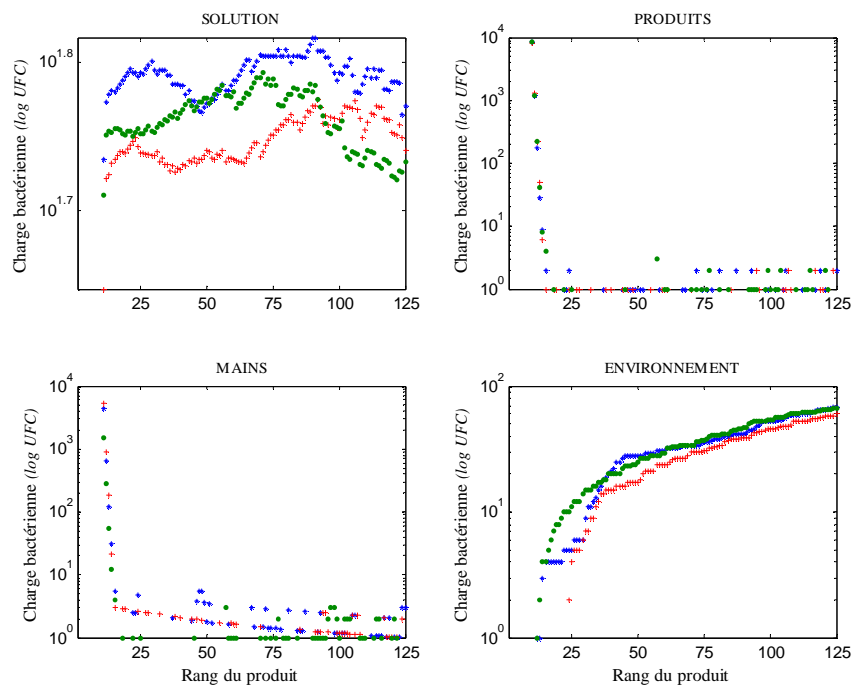 SOLUTION
PRODUITS
Charge bactérienne (log UFC)
10^1.8
10^1.7
25 50 75 100 125
Charge bactérienne (log UFC)
10^4
10^3
10^2
10^1
10^0
25 50 75 100 125
MAINS
ENVIRONNEMENT
Charge bactérienne (log UFC)
10^4
10^3
10^2
10^1
10^0
25 50 75 100 125
Rang du produit
Charge bactérienne (log UFC)
10^2
10^1
10^0
25 50 75 100 125
Rang du produit